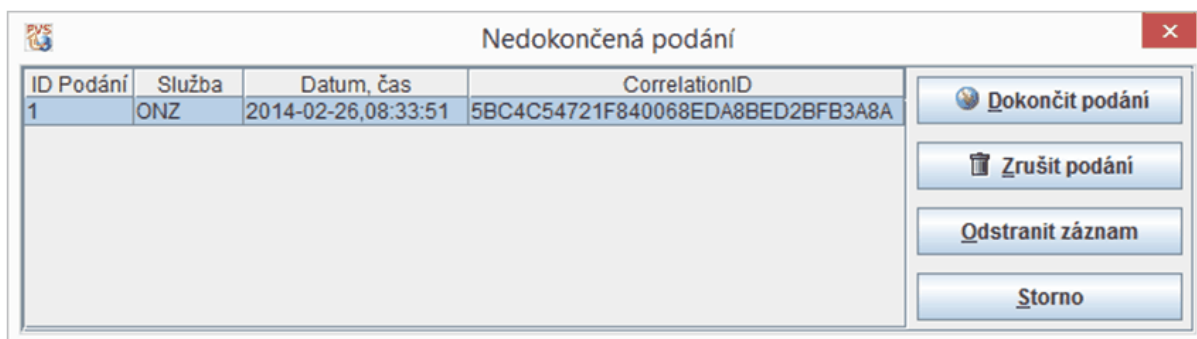 PVS
Nedokončená podání
ID Podání Služba Datum, čas CorrelationID
1 ONZ 2014-02-26,08:33:51 5BC4C54721F840068EDA8BED2BFB3A8A
Dokončit podání
Zrušit podání
Odstranit záznam
Storno